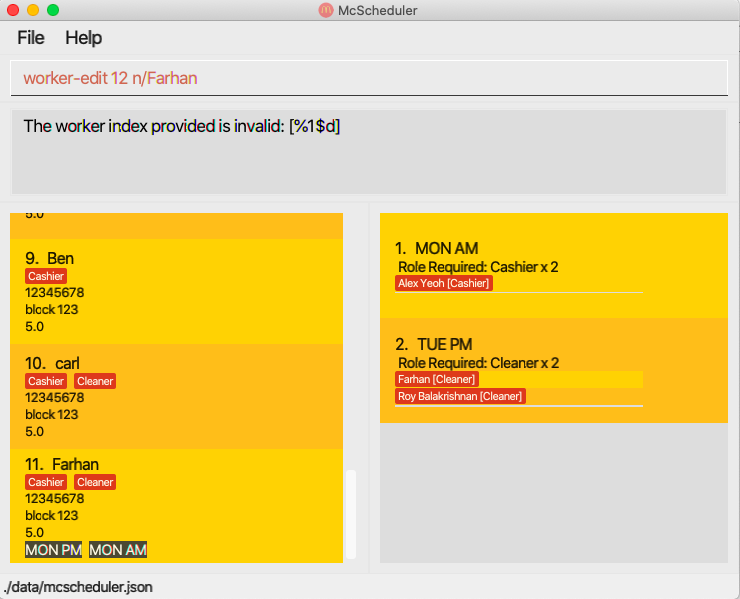 McScheduler
File Help
worker-edit 12 n/Farhan
The worker index provided is invalid: [%1$d]
5.0
9. Ben
Cashier
12345678
block 123
5.0
10. carl
Cashier Cleaner
12345678
block 123
5.0
11. Farhan
Cashier Cleaner
12345678
block 123
5.0
MON PM MON AM
1. MON AM
Role Required: Cashier x 2
Alex Yeoh [Cashier]
2. TUE PM
Role Required: Cleaner x 2
Farhan [Cleaner]
Roy Balakrishnan [Cleaner]
./data/mcscheduler.json